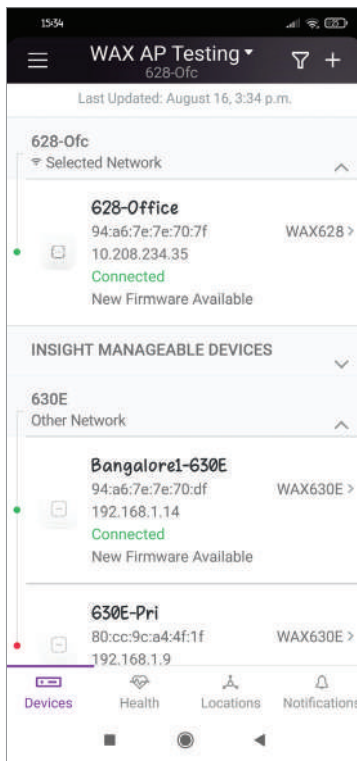 15:34
WAX AP Testing
628-Ofc
Last Updated: August 16, 3:34 p.m.
628-Ofc
Selected Network
628-Office
94:a6:7e:7e:70:7f WAX628 >
10.208.234.35
Connected
New Firmware Available
INSIGHT MANAGEABLE DEVICES
630E
Other Network
Bangalore1-630E
94:a6:7e:7e:70:df WAX630E >
192.168.1.14
Connected
New Firmware Available
630E-Pri
80:cc:9c:a4:4f:1f WAX630E >
192.168.1.9
Devices Health Locations Notifications